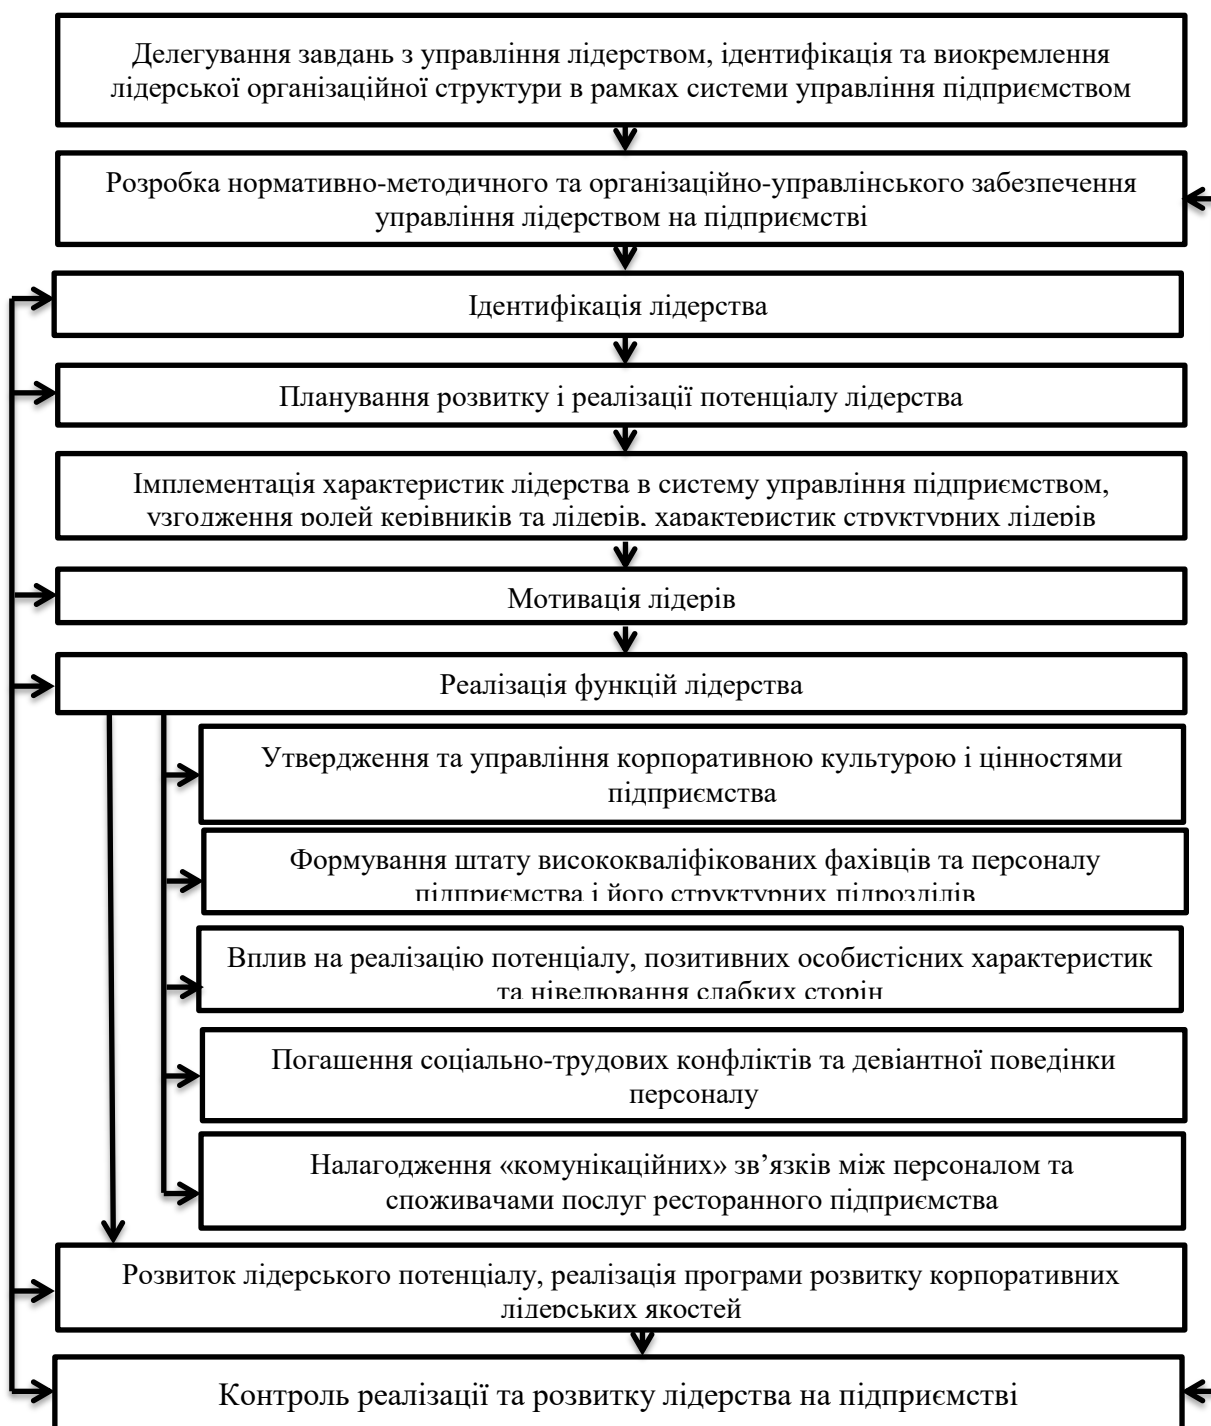 Делегування завдань з управління лідерством, ідентифікація та виокремлення
лідерської організаційної структури в рамках системи управління підприємством
Розробка нормативно-методичного та організаційно-управлінського забезпечення
управління лідерством на підприємстві
Ідентифікація лідерства
Планування розвитку і реалізації потенціалу лідерства
Імплементація характеристик лідерства в систему управління підприємством,
узгодження ролей керівників та лідерів, характеристик структурних лідерів
Мотивація лідерів
Реалізація функцій лідерства
Утвердження та управління корпоративною культурою і цінностями
підприємства
Формування штату висококваліфікованих фахівців та персоналу
підприємства і його структурних підрозділів
Вплив на реалізацію потенціалу, позитивних особистісних характеристик
та нівелювання слабких сторін
Погашення соціально-трудових конфліктів та девіантної поведінки
персоналу
Налагодження «комунікаційних» зв’язків між персоналом та
споживачами послуг ресторанного підприємства
Розвиток лідерського потенціалу, реалізація програми розвитку корпоративних
лідерських якостей
Контроль реалізації та розвитку лідерства на підприємстві